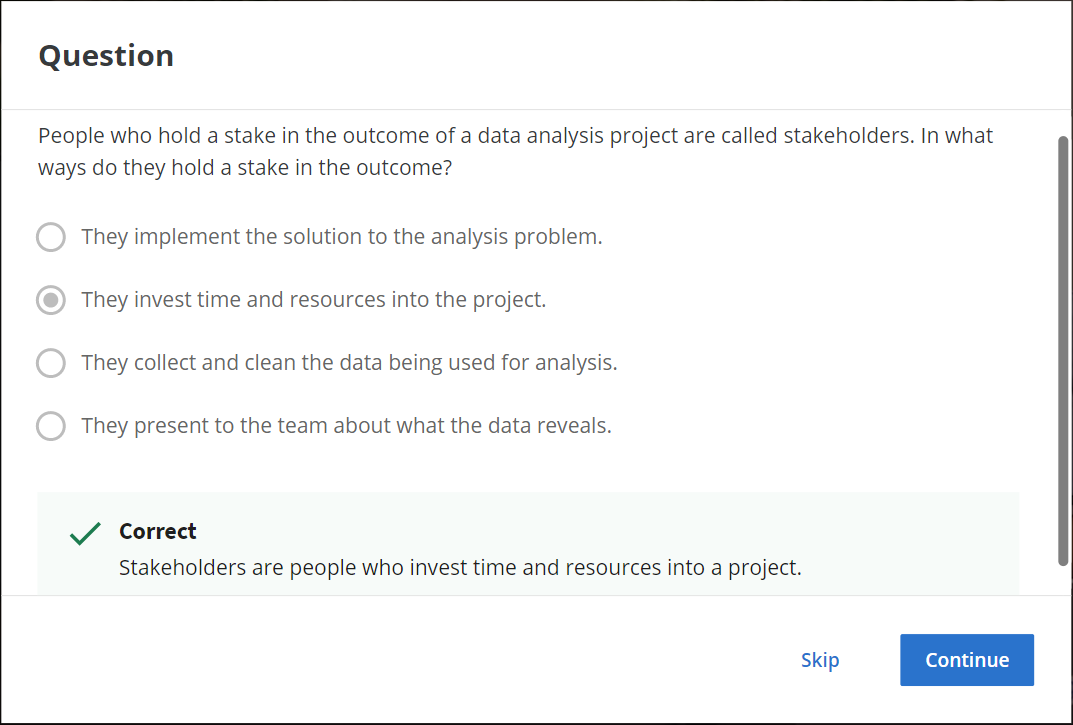 Question
People who hold a stake in the outcome of a data analysis project are called stakeholders. In what
ways do they hold a stake in the outcome?
They implement the solution to the analysis problem.
They invest time and resources into the project.
They collect and clean the data being used for analysis.
They present to the team about what the data reveals.
Correct
Stakeholders are people who invest time and resources into a project.
Skip
Continue